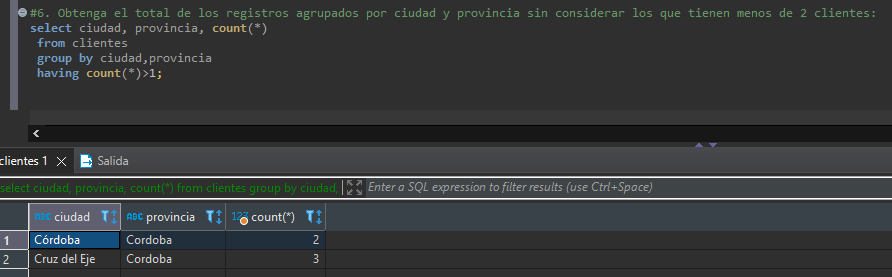 #6. Obtenga el total de los registros agrupados por ciudad y provincia sin considerar los que tienen menos de 2 clientes:
select ciudad, provincia, count(*)
from clientes
group by ciudad,provincia
having count(*)>1;
clientes 1
Salida
select ciudad, provincia, count(*) from clientes group by ciudad,
Enter a SQL expression to filter results (use Ctrl+Space)
ABC ciudad ABC provincia 123 count(*)
1 Córdoba Cordoba 2
2 Cruz del Eje Cordoba 3